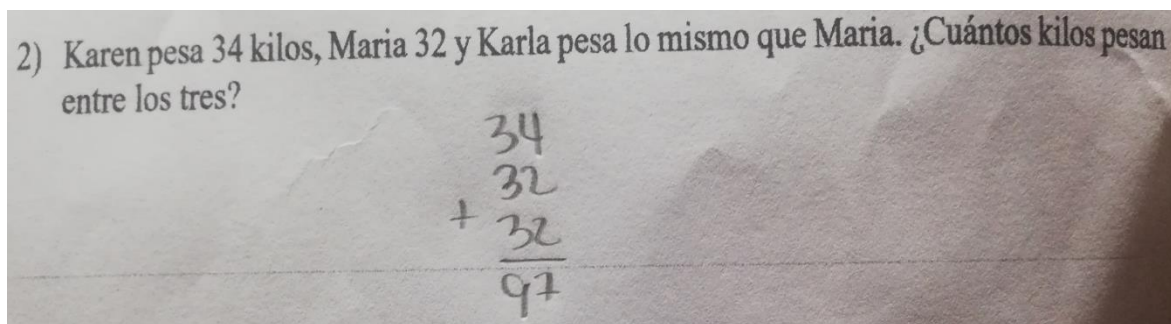 2) Karen pesa 34 kilos, Maria 32 y Karla pesa lo mismo que Maria. ¿Cuántos kilos pesan
entre los tres?
34
32
+ 32
97